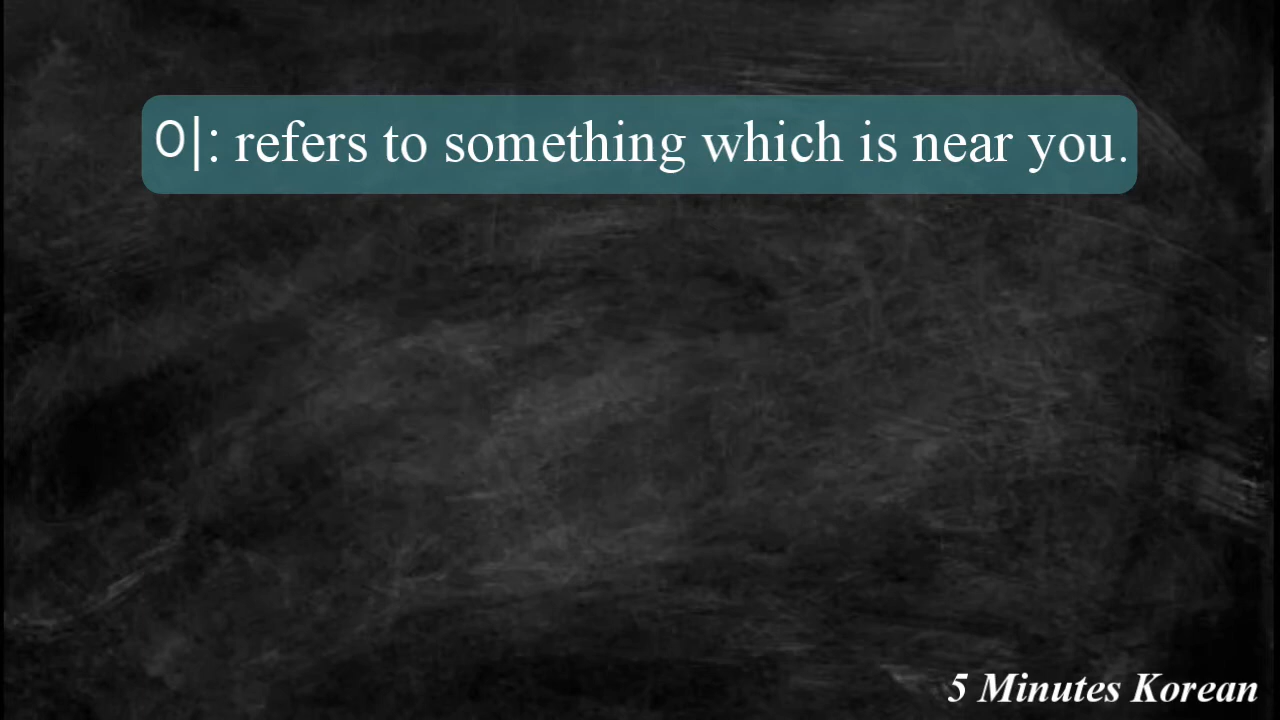 이: refers to something which is near you.
5 Minutes Korean